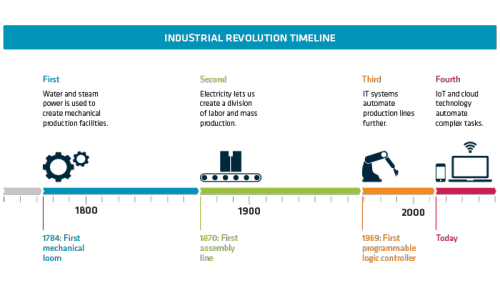 INDUSTRIAL REVOLUTION TIMELINE
First
Water and steam
power is used to
create mechanical
production facilities.
Second
Electricity lets us
create a division
of labor and mass
production.
Third
IT systems
automate
production lines
further.
Fourth
IoT and cloud
technology
automate
complex tasks.
1800
1900
2000
1784: First
mechanical
loom
1870: First
assembly
line
1969: First
programmable
logic controller
Today